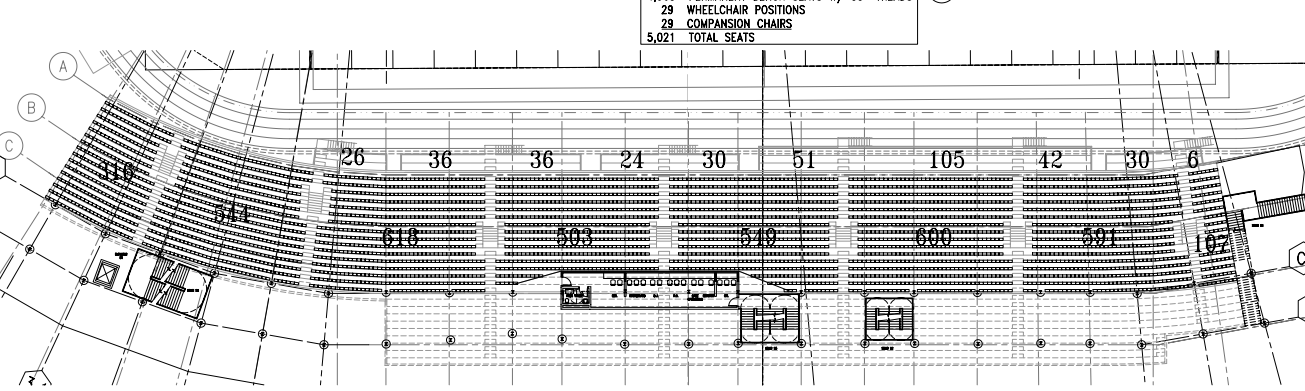 29 WHEELCHAIR POSITIONS
29 COMPANSION CHAIRS
5,021 TOTAL SEATS
A
B
C
26 36 36 24 30 51 105 42 30 6
316
544
618 503 549 600 591 107
C